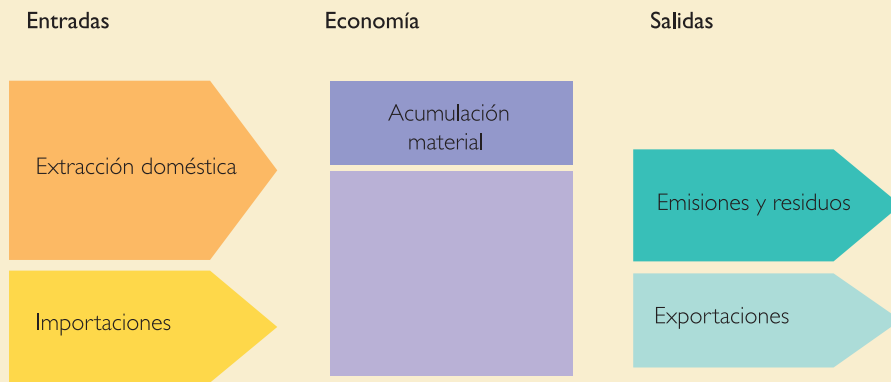 Entradas
Economía
Salidas
Extracción doméstica
Importaciones
Acumulación
material
Emisiones y residuos
Exportaciones